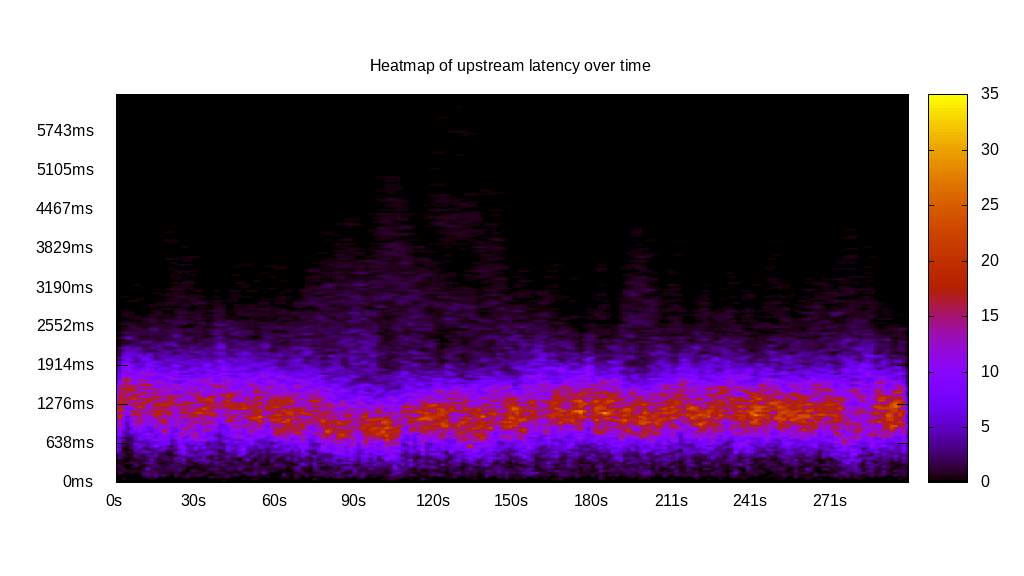 Heatmap of upstream latency over time
5743ms
5105ms
4467ms
3829ms
3190ms
2552ms
1914ms
1276ms
638ms
0ms
0s 30s 60s 90s 120s 150s 180s 211s 241s 271s
35
30
25
20
15
10
5
0